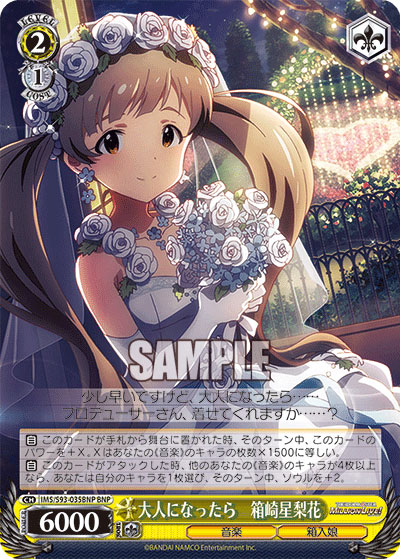 LEVEL
2
1
COST
SAMPLE
少し早いですけど、大人になったら……
プロデューサーさん、着せてくれますか……?
自 このカードが手札から舞台に置かれた時、そのターン中、このカードの
パワーを+X。Xはあなたの《音楽》のキャラの枚数×1500に等しい。
自 このカードがアタックした時、他のあなたの《音楽》のキャラが4枚以上
なら、あなたは自分のキャラを1枚選び、そのターン中、ソウルを+2。
CH IMS/S93-035BNP BNP
大人になったら 箱崎星梨花
THE IDOLM@STER
MILLION LIVE!
POWER
6000
SOUL
音楽
箱入娘
©BANDAI NAMCO Entertainment Inc.